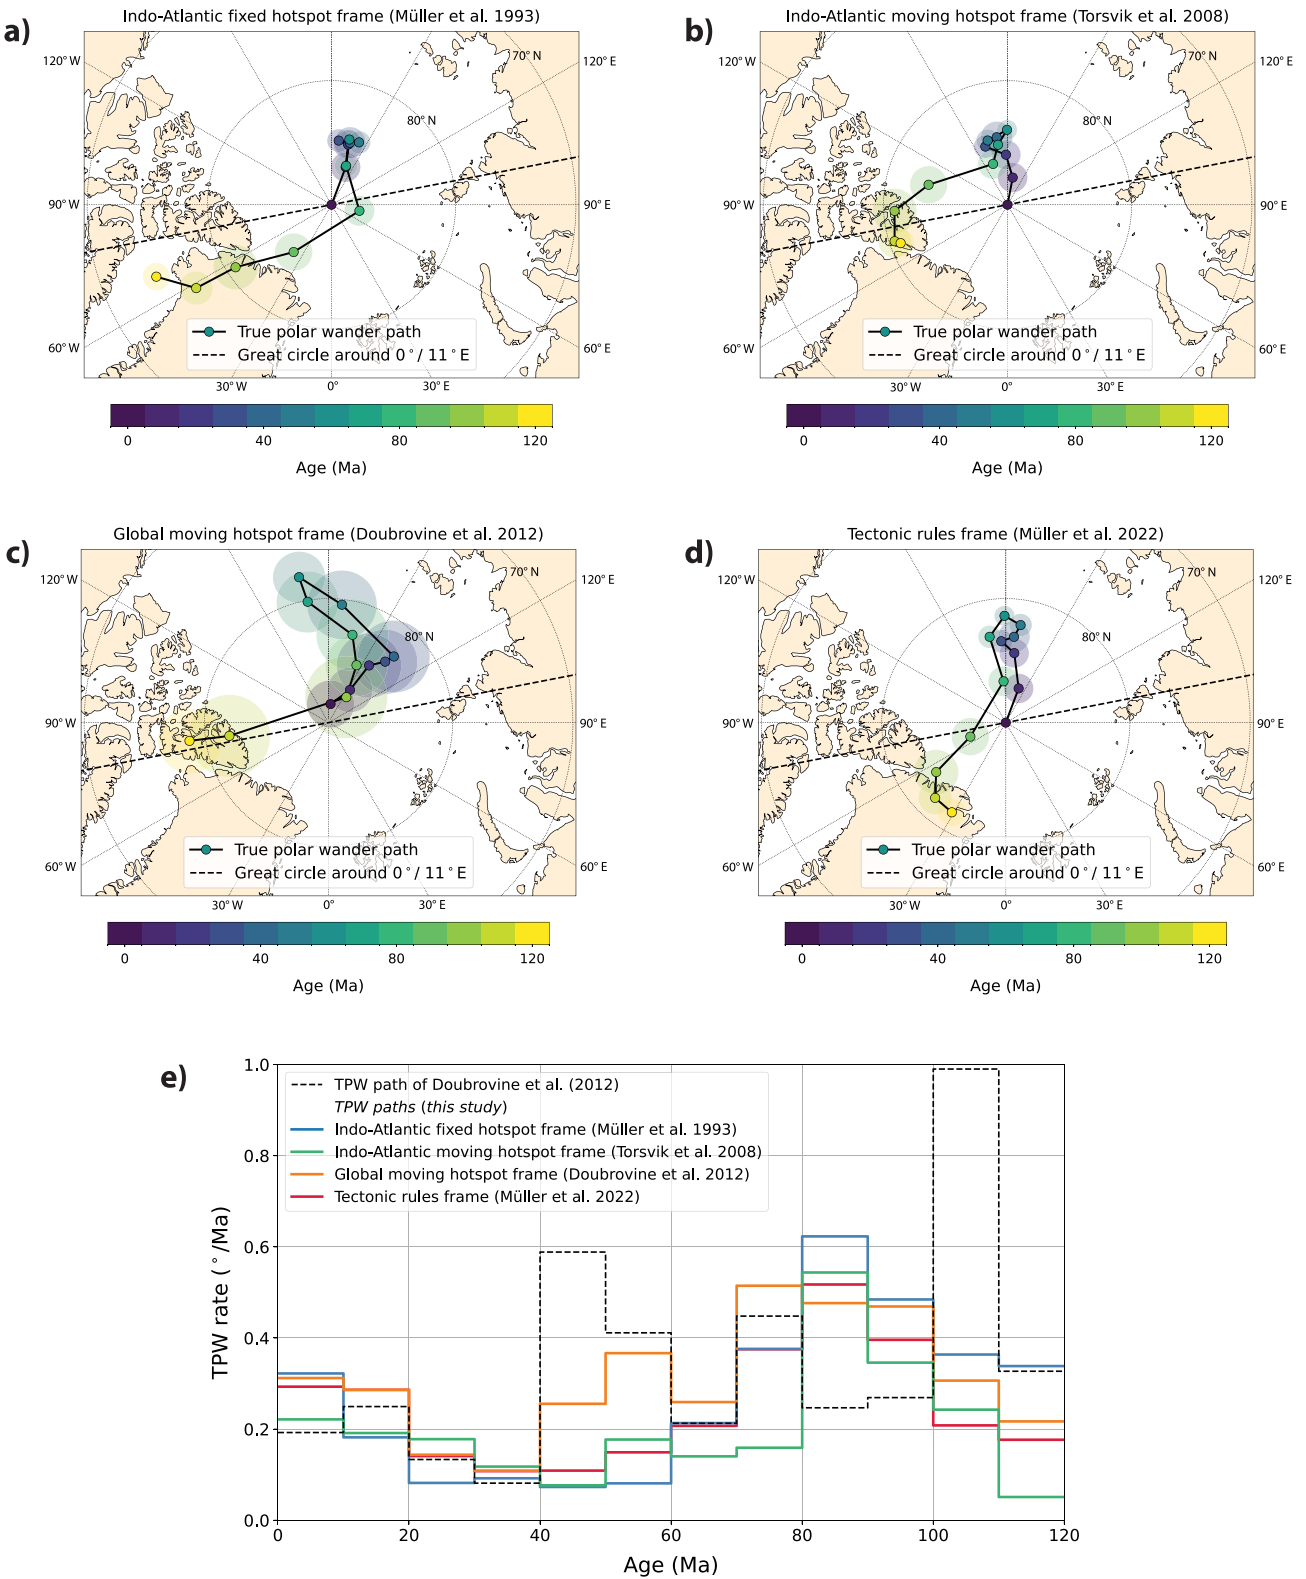 a)
Indo-Atlantic fixed hotspot frame (Müller et al. 1993)
120°W
70°N
120°E
80°N
90°W
90°E
60°W
60°E
True polar wander path
Great circle around 0°/ 11°E
30°W
0°
30°E
0
40
80
120
Age (Ma)
b)
Indo-Atlantic moving hotspot frame (Torsvik et al. 2008)
120°W
70°N
120°E
80°N
90°W
90°E
60°W
60°E
True polar wander path
Great circle around 0°/ 11°E
30°W
0°
30°E
0
40
80
120
Age (Ma)
c)
Global moving hotspot frame (Doubrovine et al. 2012)
120°W
70°N
120°E
80°N
90°W
90°E
60°W
60°E
True polar wander path
Great circle around 0°/ 11°E
30°W
0°
30°E
0
40
80
120
Age (Ma)
d)
Tectonic rules frame (Müller et al. 2022)
120°W
70°N
120°E
80°N
90°W
90°E
60°W
60°E
True polar wander path
Great circle around 0°/ 11°E
30°W
0°
30°E
0
40
80
120
Age (Ma)
e)
TPW path of Doubrovine et al. (2012)
TPW paths (this study)
Indo-Atlantic fixed hotspot frame (Müller et al. 1993)
Indo-Atlantic moving hotspot frame (Torsvik et al. 2008)
Global moving hotspot frame (Doubrovine et al. 2012)
Tectonic rules frame (Müller et al. 2022)
TPW rate (°/Ma)
1.0
0.8
0.6
0.4
0.2
0.0
0
20
40
60
80
100
120
Age (Ma)